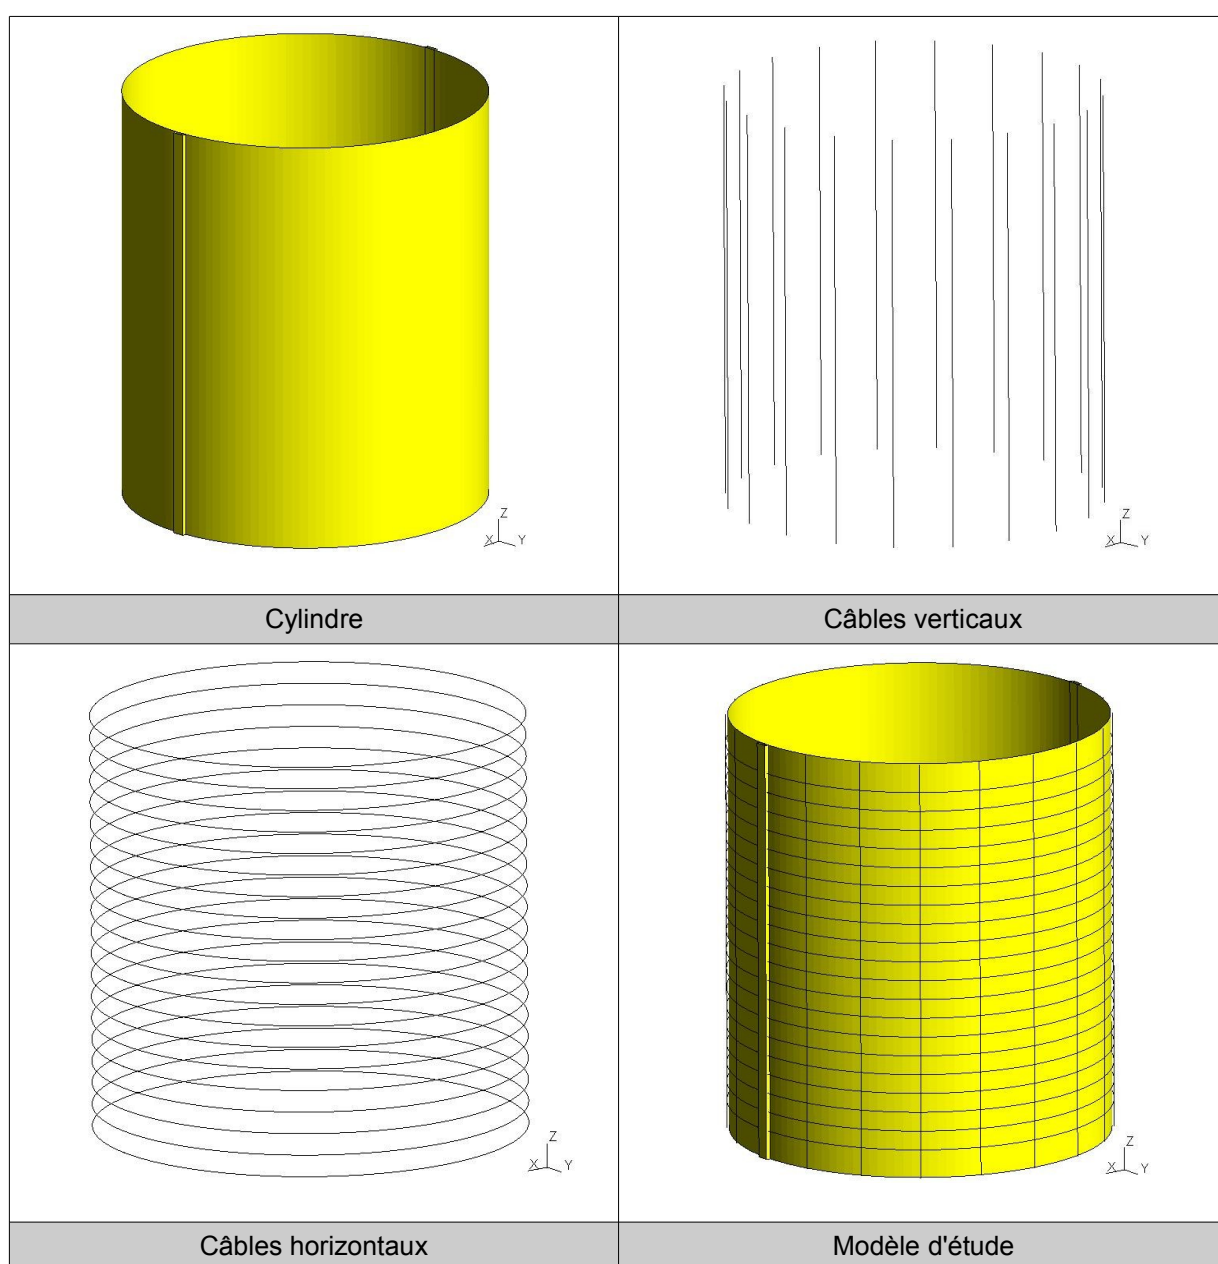 Z
X Y
Z
X Y
Cylindre
Câbles verticaux
Z
X Y
Z
X Y
Câbles horizontaux
Modèle d'étude